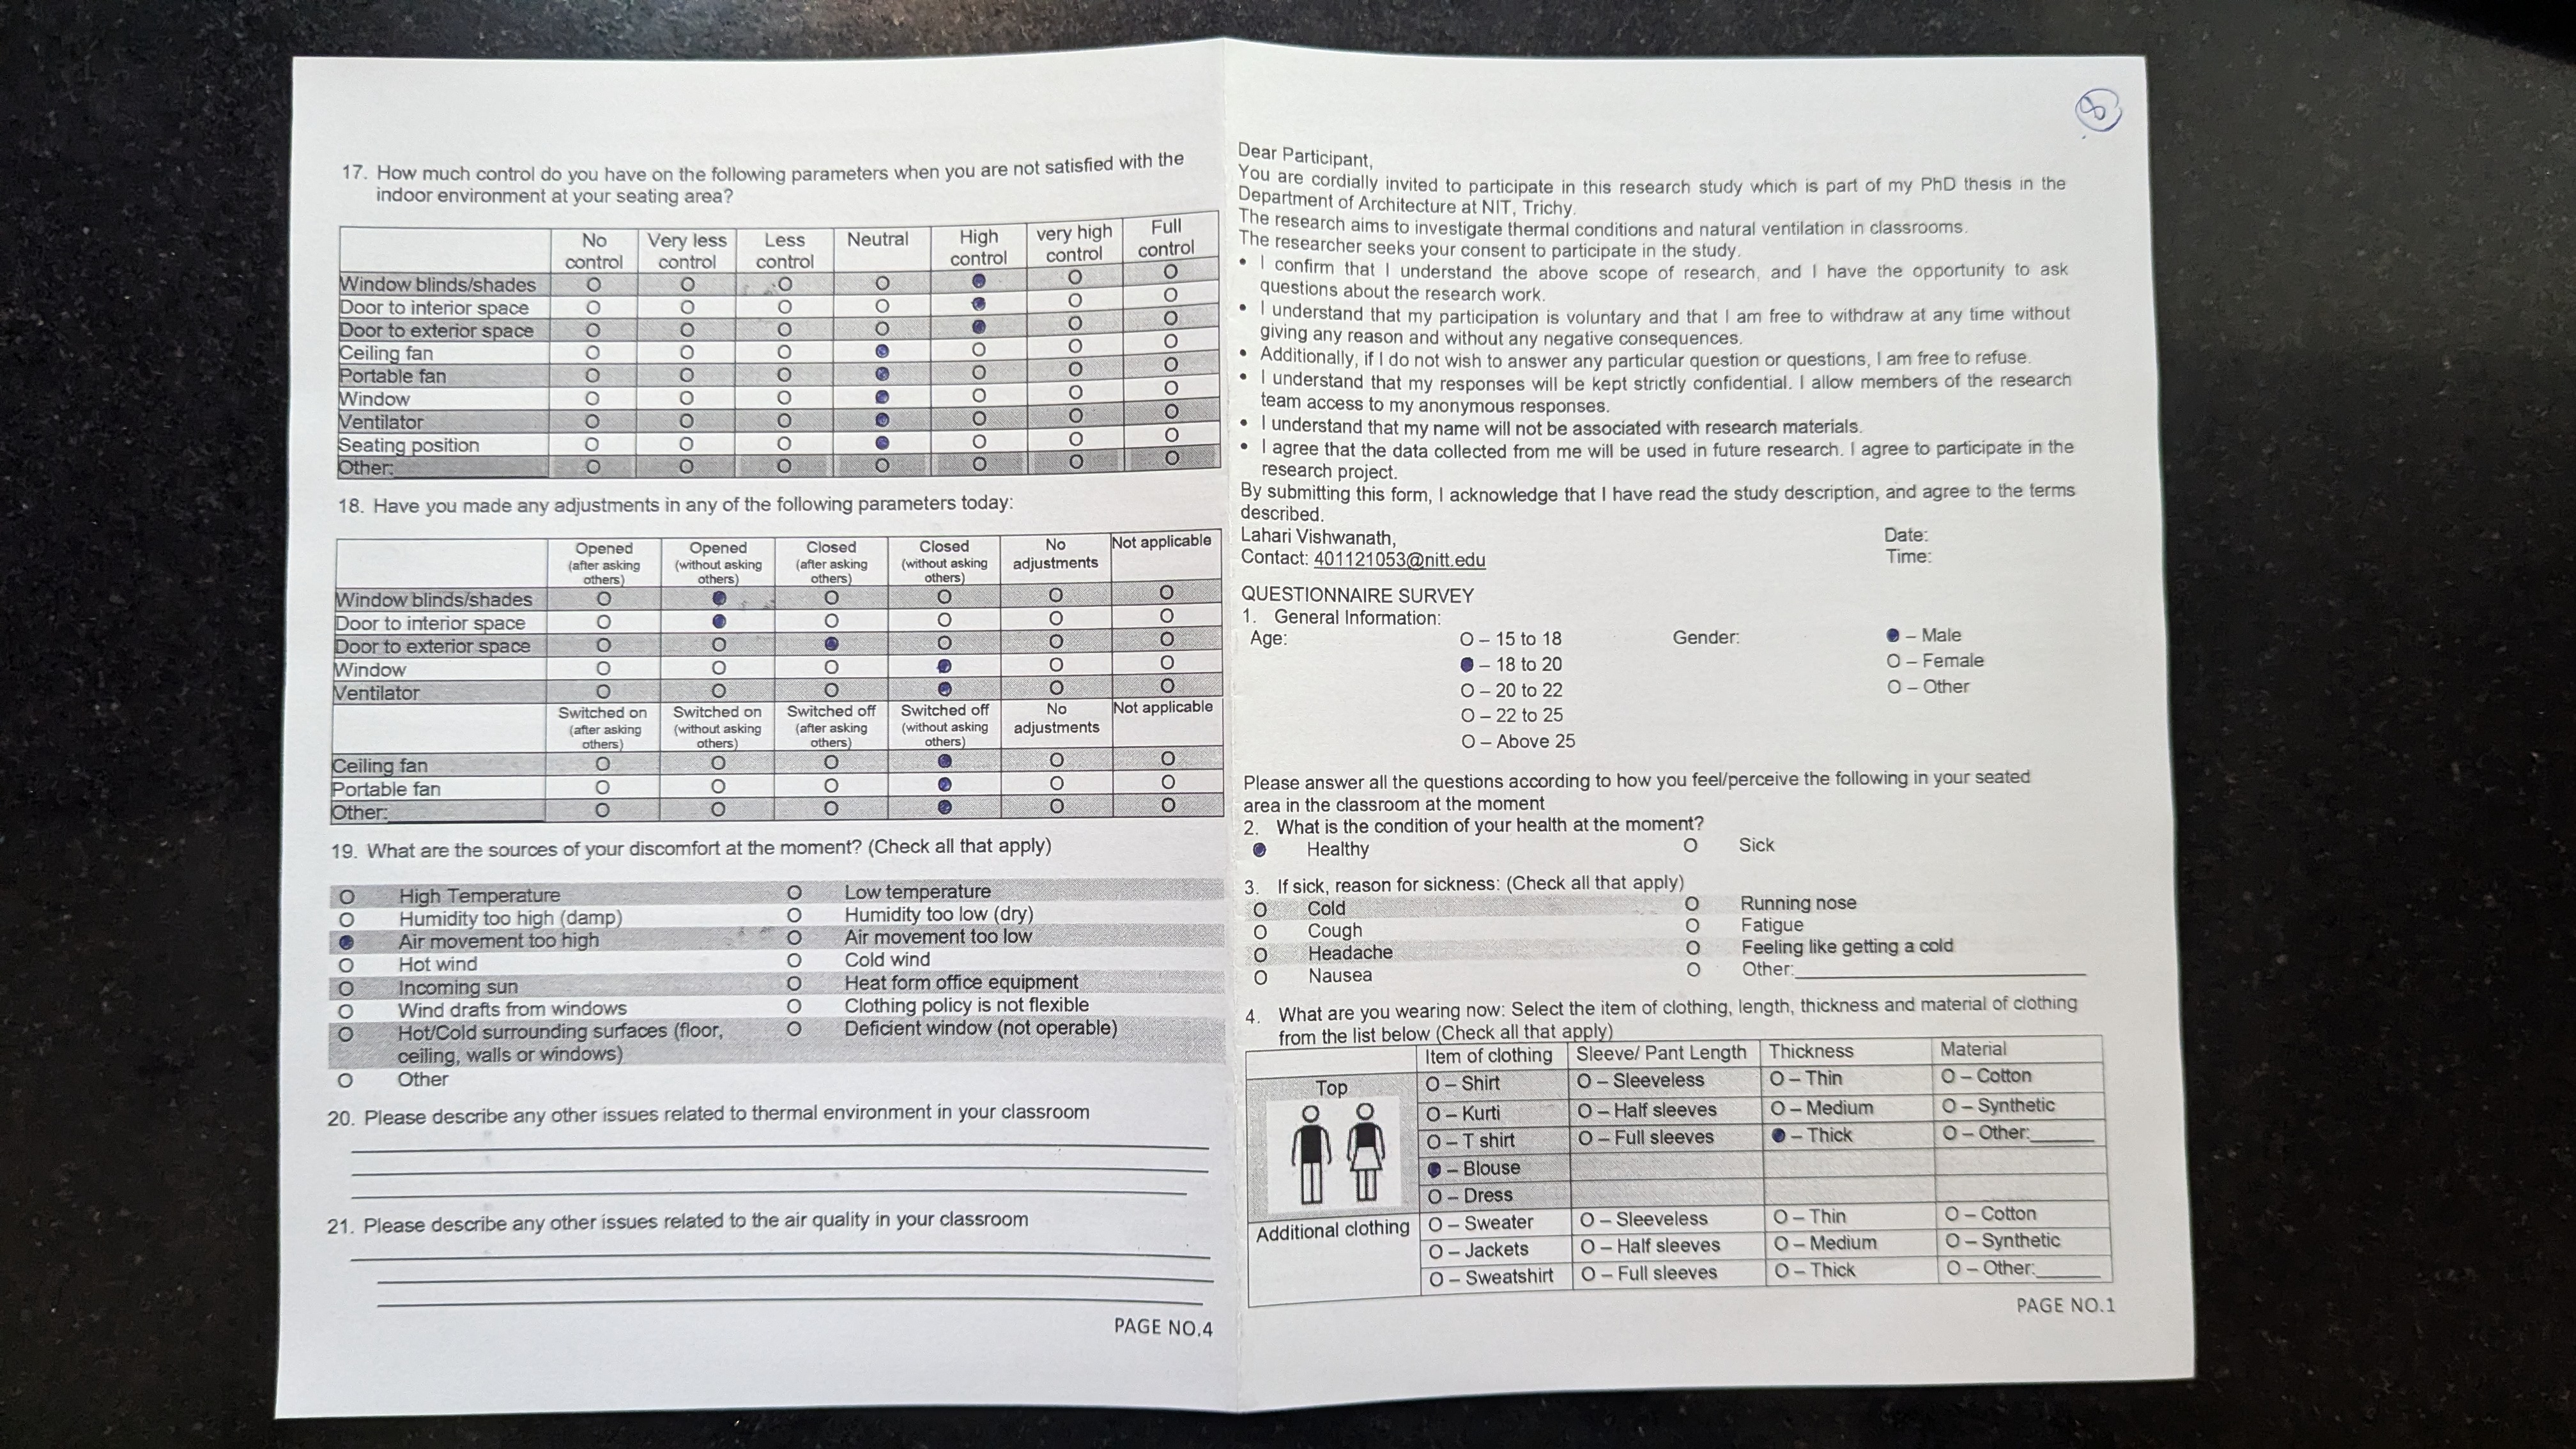 17. How much control do you have on the following parameters when you are not satisfied with the
indoor environment at your seating area?
No control Very less control Less control Neutral High control very high control Full control
Window blinds/shades O O O O ● O O
Door to interior space O O O O ● O O
Door to exterior space O O O O ● O O
Ceiling fan O O O ● O O O
Portable fan O O O ● O O O
Window O O O ● O O O
Ventilator O O O ● O O O
Seating position O O O ● O O O
Other: O O O O O O O
18. Have you made any adjustments in any of the following parameters today:
Opened (after asking others) Opened (without asking others) Closed (after asking others) Closed (without asking others) No adjustments Not applicable
Window blinds/shades O ● O O O O
Door to interior space O ● O O O O
Door to exterior space O O ● O O O
Window O O O ● O O
Ventilator O O O ● O O
Switched on (after asking others) Switched on (without asking others) Switched off (after asking others) Switched off (without asking others) No adjustments Not applicable
Ceiling fan O O O ● O O
Portable fan O O O ● O O
Other: O O O ● O O
19. What are the sources of your discomfort at the moment? (Check all that apply)
O High Temperature O Low temperature
O Humidity too high (damp) O Humidity too low (dry)
● Air movement too high O Air movement too low
O Hot wind O Cold wind
O Incoming sun O Heat form office equipment
O Wind drafts from windows O Clothing policy is not flexible
O Hot/Cold surrounding surfaces (floor, O Deficient window (not operable)
ceiling, walls or windows)
O Other
20. Please describe any other issues related to thermal environment in your classroom
21. Please describe any other issues related to the air quality in your classroom
PAGE NO.4
8
Dear Participant,
You are cordially invited to participate in this research study which is part of my PhD thesis in the
Department of Architecture at NIT, Trichy.
The research aims to investigate thermal conditions and natural ventilation in classrooms.
The researcher seeks your consent to participate in the study.
• I confirm that I understand the above scope of research, and I have the opportunity to ask
questions about the research work.
• I understand that my participation is voluntary and that I am free to withdraw at any time without
giving any reason and without any negative consequences.
• Additionally, if I do not wish to answer any particular question or questions, I am free to refuse.
• I understand that my responses will be kept strictly confidential. I allow members of the research
team access to my anonymous responses.
• I understand that my name will not be associated with research materials.
• I agree that the data collected from me will be used in future research. I agree to participate in the
research project.
By submitting this form, I acknowledge that I have read the study description, and agree to the terms
described.
Lahari Vishwanath, Date:
Contact: 401121053@nitt.edu Time:
QUESTIONNAIRE SURVEY
1. General Information:
Age: O – 15 to 18 Gender: ● – Male
● – 18 to 20 O – Female
O – 20 to 22 O – Other
O – 22 to 25
O – Above 25
Please answer all the questions according to how you feel/perceive the following in your seated
area in the classroom at the moment
2. What is the condition of your health at the moment?
● Healthy O Sick
3. If sick, reason for sickness: (Check all that apply)
O Cold O Running nose
O Cough O Fatigue
O Headache O Feeling like getting a cold
O Nausea O Other:
4. What are you wearing now: Select the item of clothing, length, thickness and material of clothing
from the list below (Check all that apply)
Item of clothing Sleeve/ Pant Length Thickness Material
Top O – Shirt O – Sleeveless O – Thin O – Cotton
O – Kurti O – Half sleeves O – Medium O – Synthetic
O – T shirt O – Full sleeves ● – Thick O – Other:
● – Blouse
O – Dress
Additional clothing O – Sweater O – Sleeveless O – Thin O – Cotton
O – Jackets O – Half sleeves O – Medium O – Synthetic
O – Sweatshirt O – Full sleeves O – Thick O – Other:
PAGE NO.1